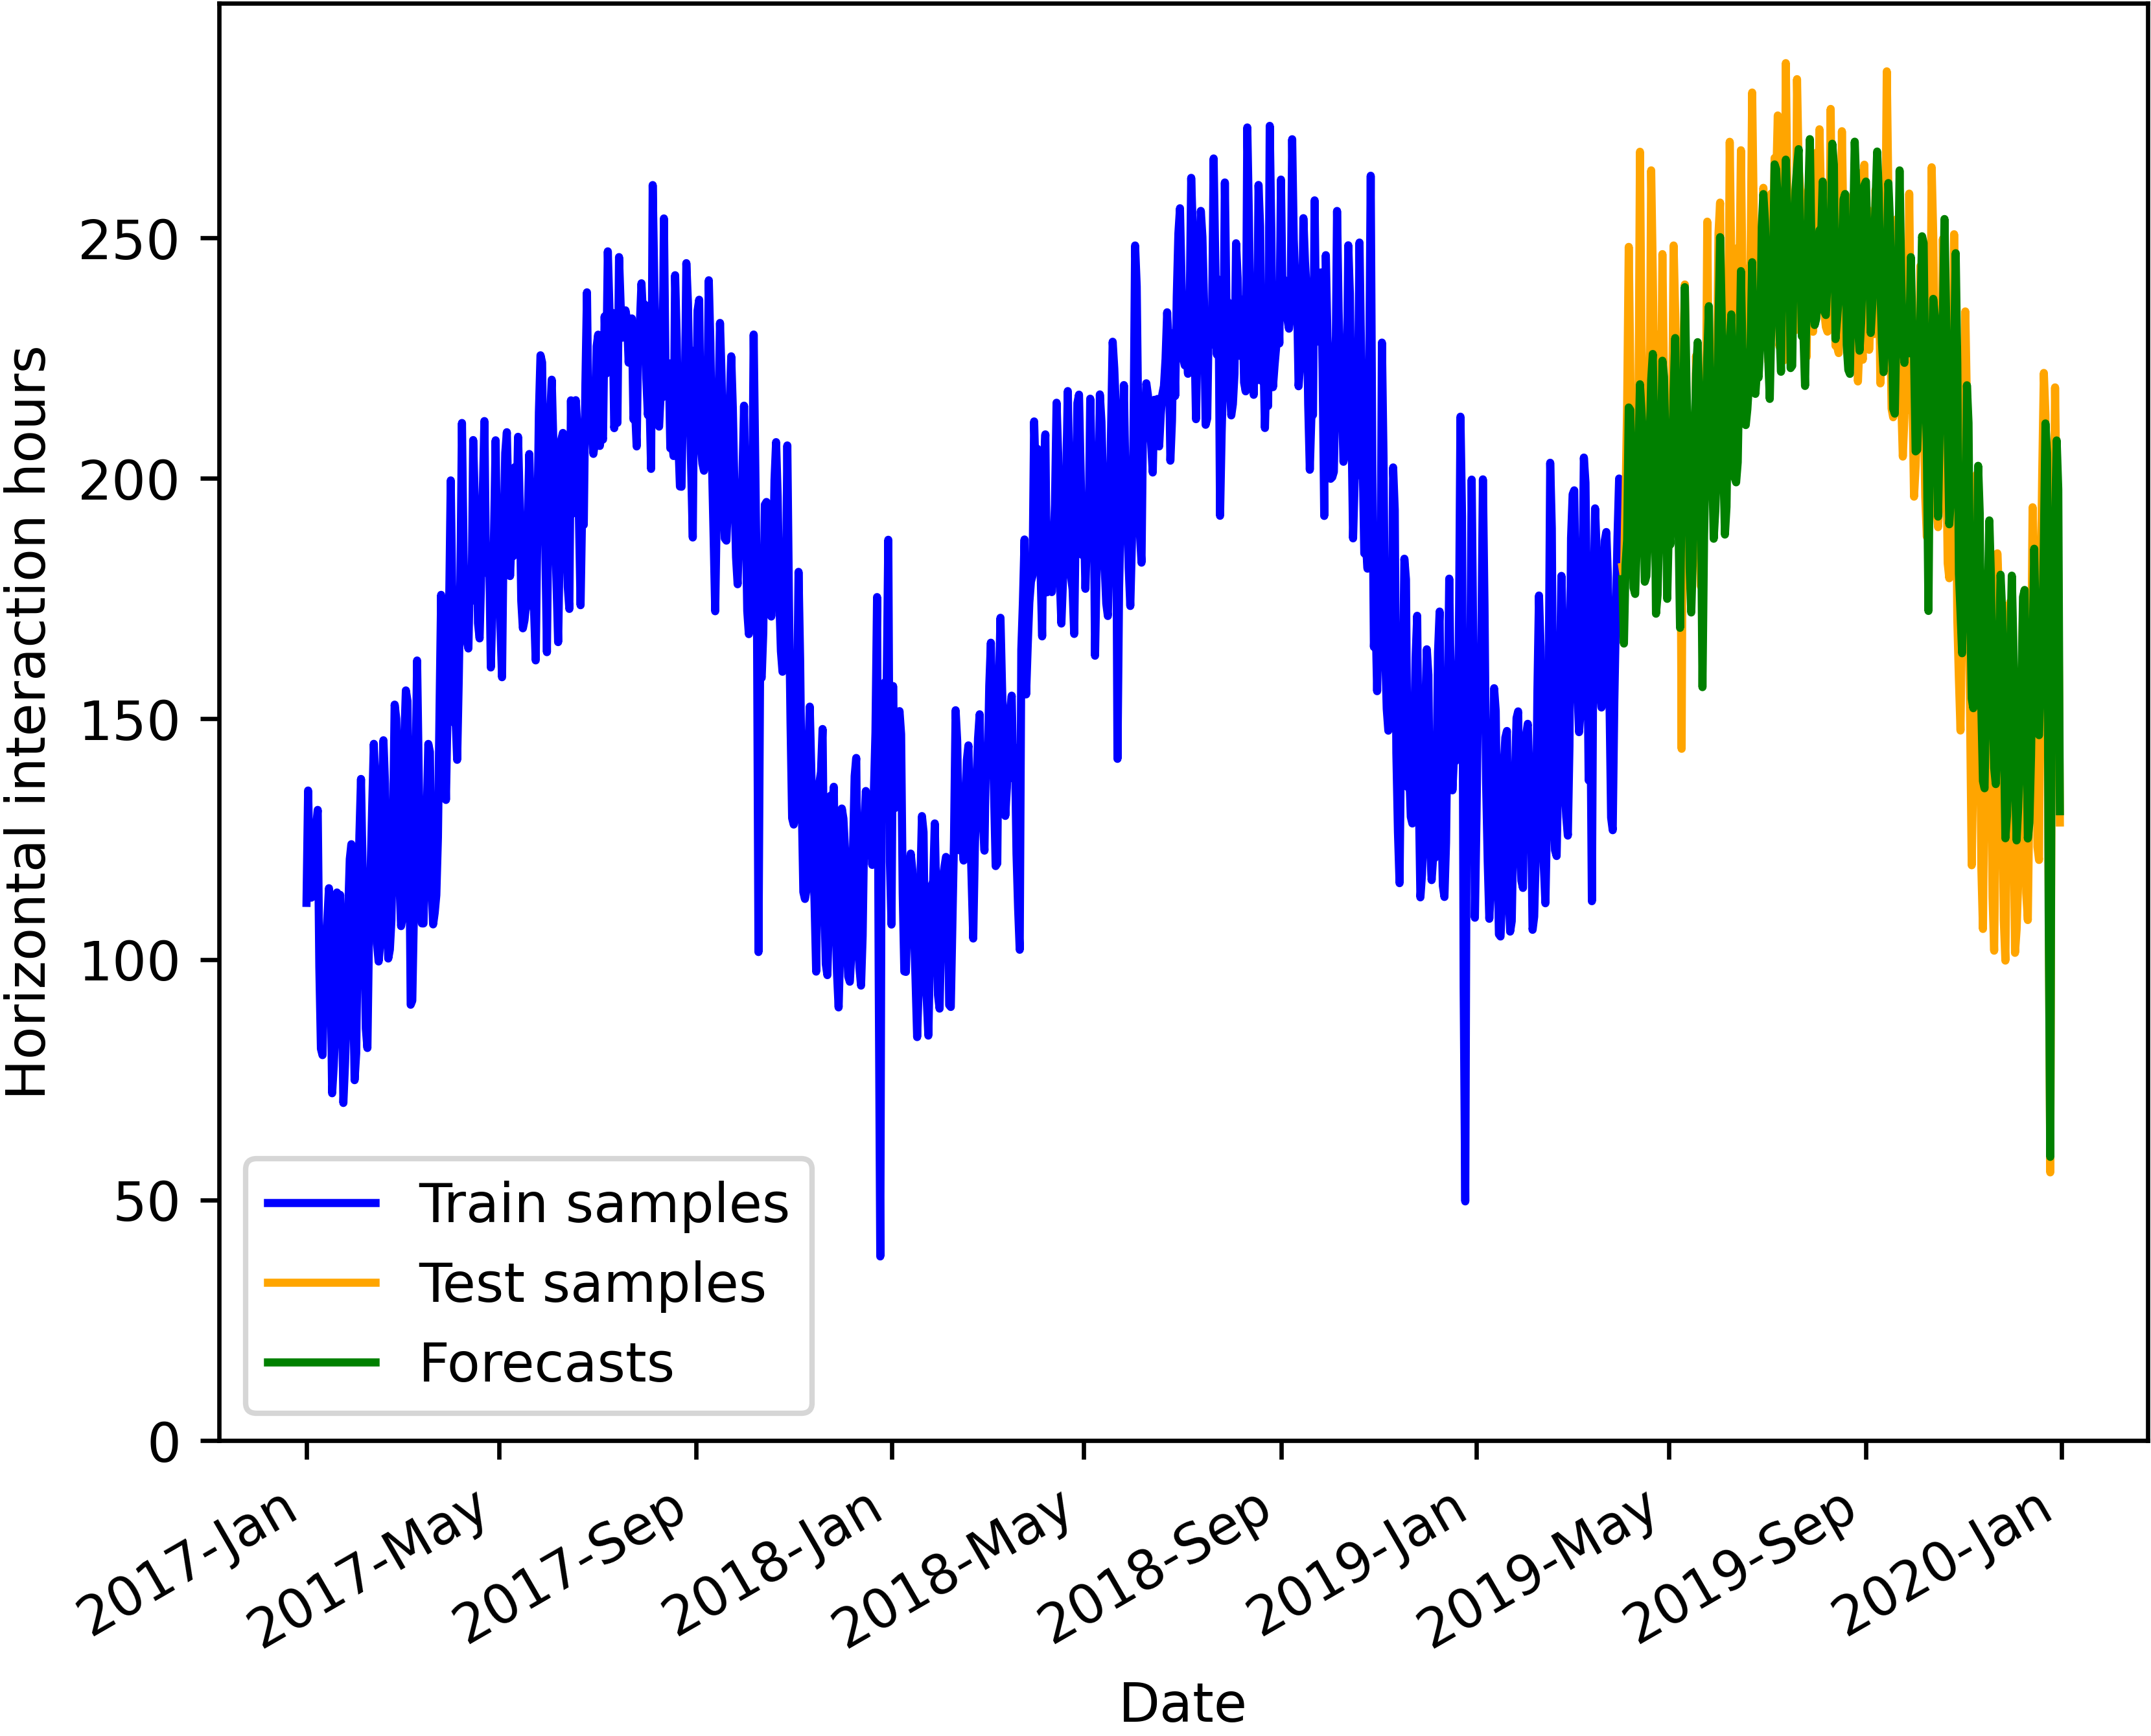 Horizontal interaction hours
250
200
150
100
50
0
Train samples
Test samples
Forecasts
2017-Jan
2017-May
2017-Sep
2018-Jan
2018-May
2018-Sep
2019-Jan
2019-May
2019-Sep
2020-Jan
Date